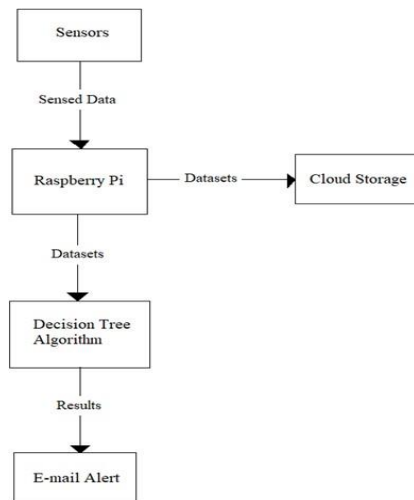 Sensors
Sensed Data
Raspberry Pi
Datasets
Cloud Storage
Datasets
Decision Tree
Algorithm
Results
E-mail Alert